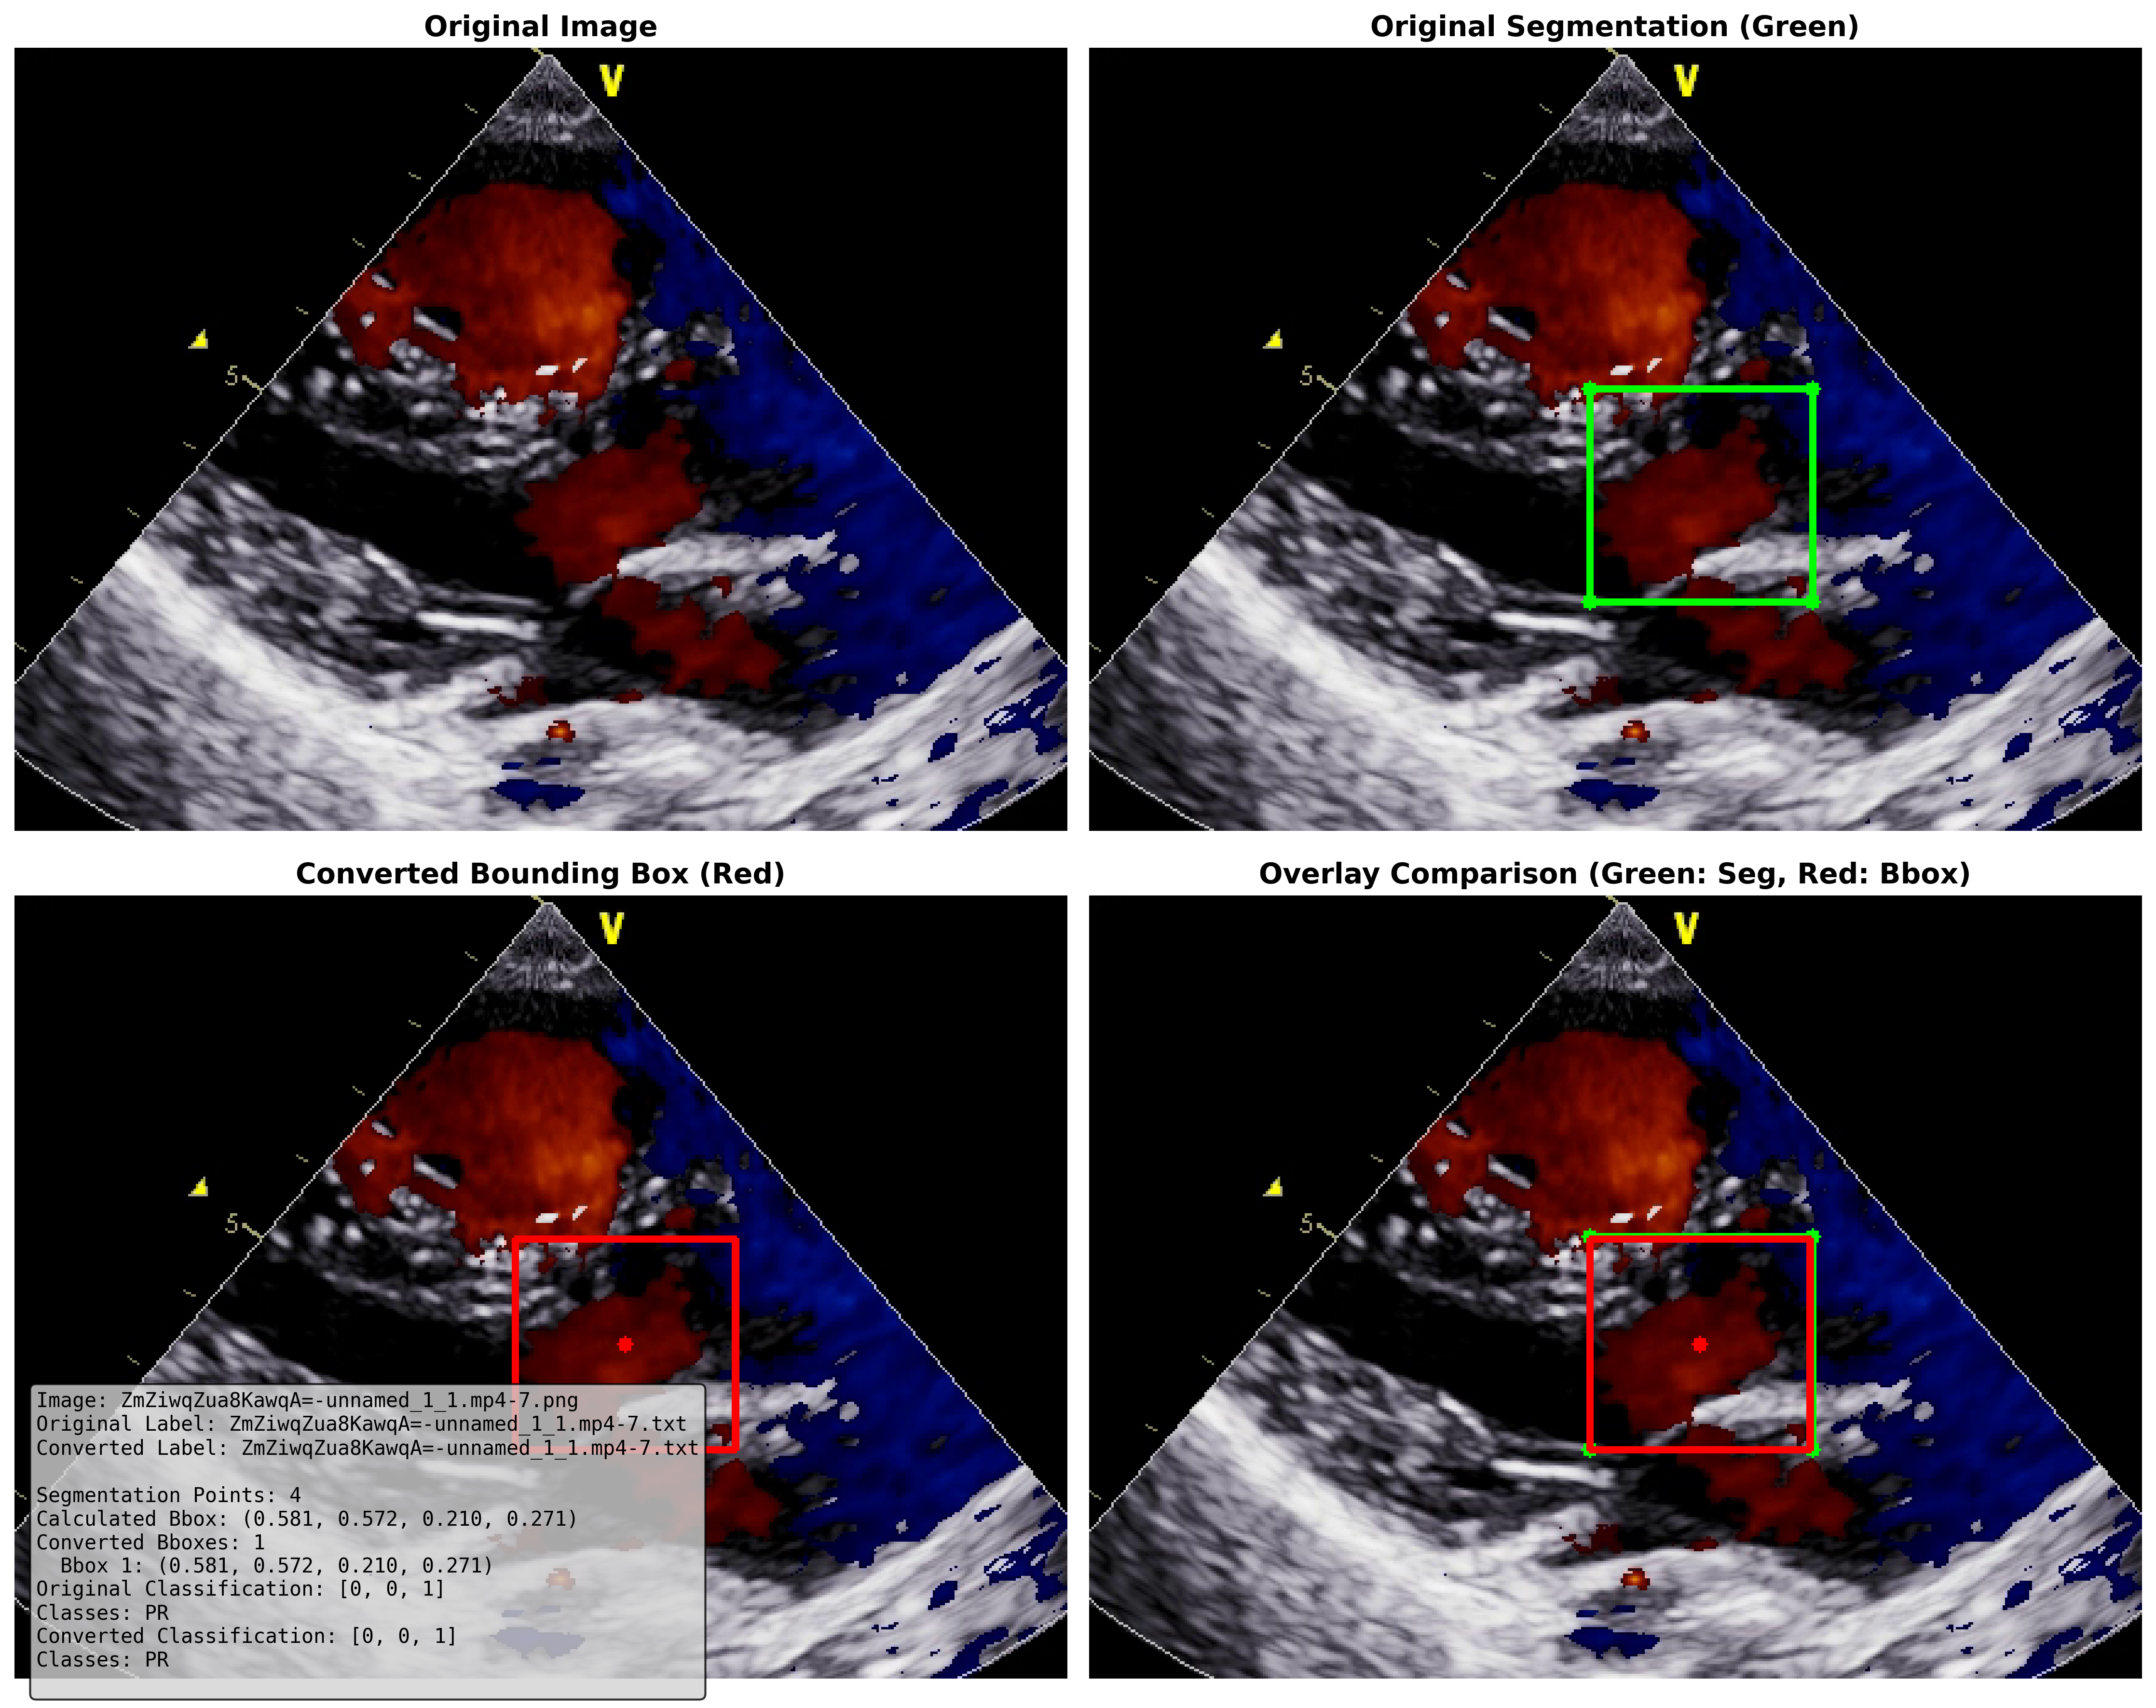 Original Image
Original Segmentation (Green)
V
V
5
5
Converted Bounding Box (Red)
Overlay Comparison (Green: Seg, Red: Bbox)
V
V
5
5
Image: ZmZiwqZua8KawqA=-unnamed_1_1.mp4-7.png
Original Label: ZmZiwqZua8KawqA=-unnamed_1_1.mp4-7.txt
Converted Label: ZmZiwqZua8KawqA=-unnamed_1_1.mp4-7.txt
Segmentation Points: 4
Calculated Bbox: (0.581, 0.572, 0.210, 0.271)
Converted Bboxes: 1
Bbox 1: (0.581, 0.572, 0.210, 0.271)
Original Classification: [0, 0, 1]
Classes: PR
Converted Classification: [0, 0, 1]
Classes: PR